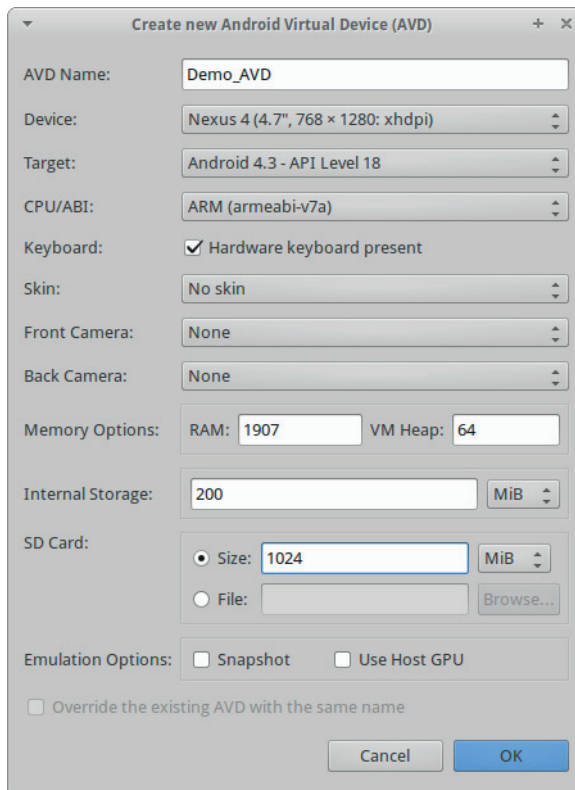 Create new Android Virtual Device (AVD)
AVD Name: Demo_AVD
Device: Nexus 4 (4.7", 768 × 1280: xhdpi)
Target: Android 4.3 - API Level 18
CPU/ABI: ARM (armeabi-v7a)
Keyboard: Hardware keyboard present
Skin: No skin
Front Camera: None
Back Camera: None
Memory Options: RAM: 1907 VM Heap: 64
Internal Storage: 200 MiB
SD Card:
Size: 1024 MiB
File: Browse...
Emulation Options: Snapshot Use Host GPU
Override the existing AVD with the same name
Cancel OK